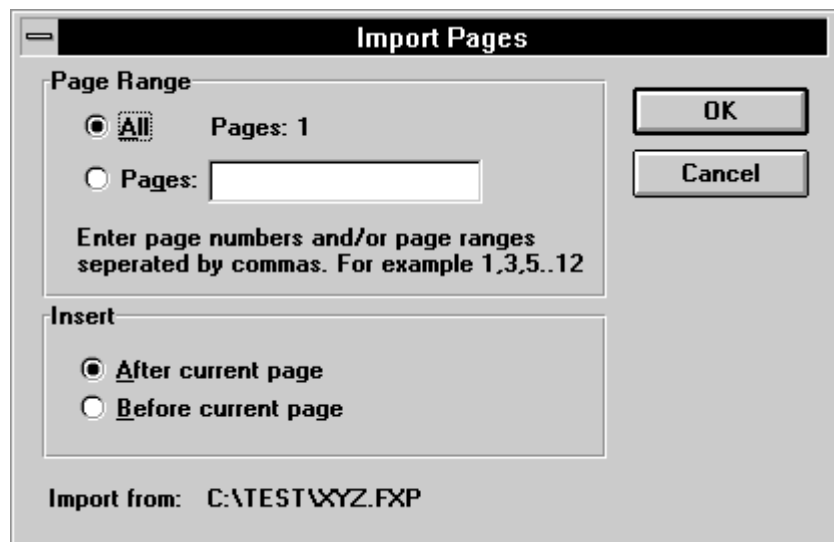 Import Pages
Page Range
All Pages: 1
Pages:
Enter page numbers and/or page ranges
seperated by commas. For example 1,3,5..12
OK
Cancel
Insert
After current page
Before current page
Import from: C:\TEST\XYZ.FXP